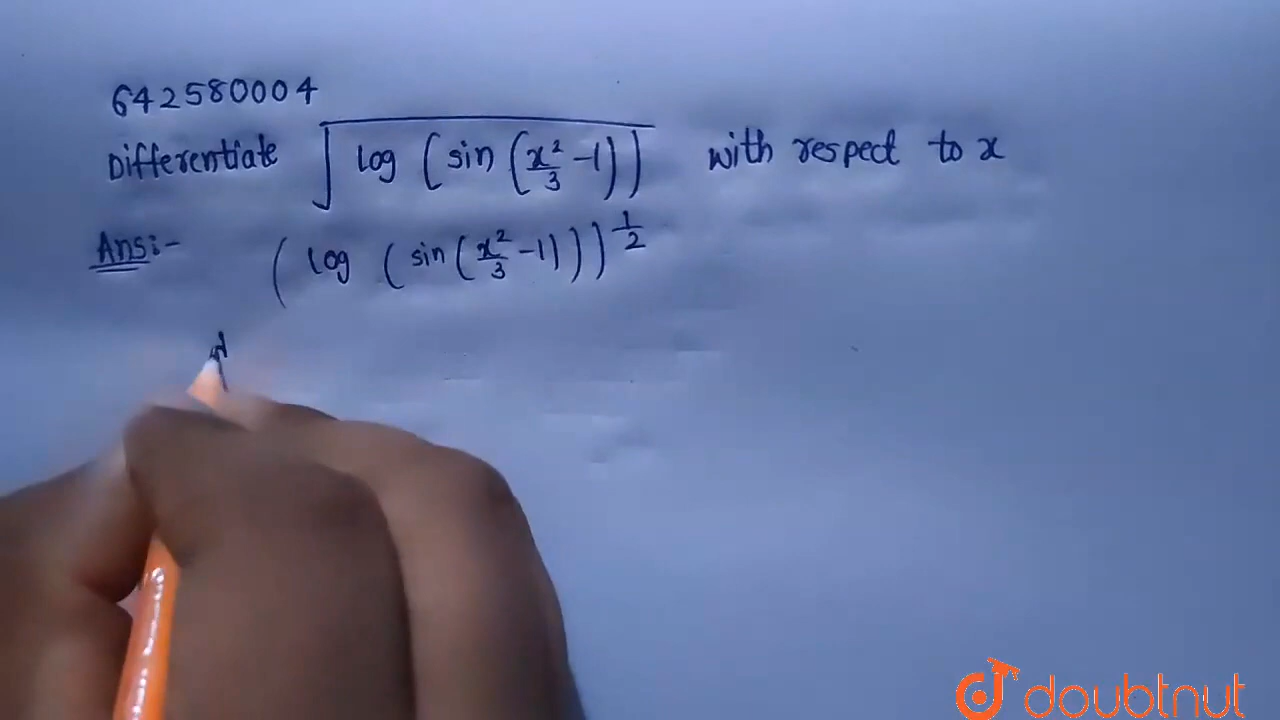 642580004
Differentiate √log (sin (x²/3 -1)) with respect to x
Ans:- (log (sin (x²/3 -1)))^1/2
d
doubtnut